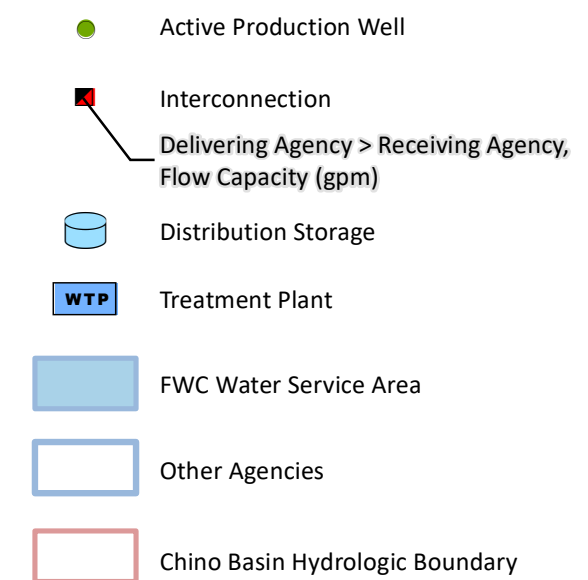 Active Production Well
Interconnection
Delivering Agency > Receiving Agency,
Flow Capacity (gpm)
Distribution Storage
WTP Treatment Plant
FWC Water Service Area
Other Agencies
Chino Basin Hydrologic Boundary